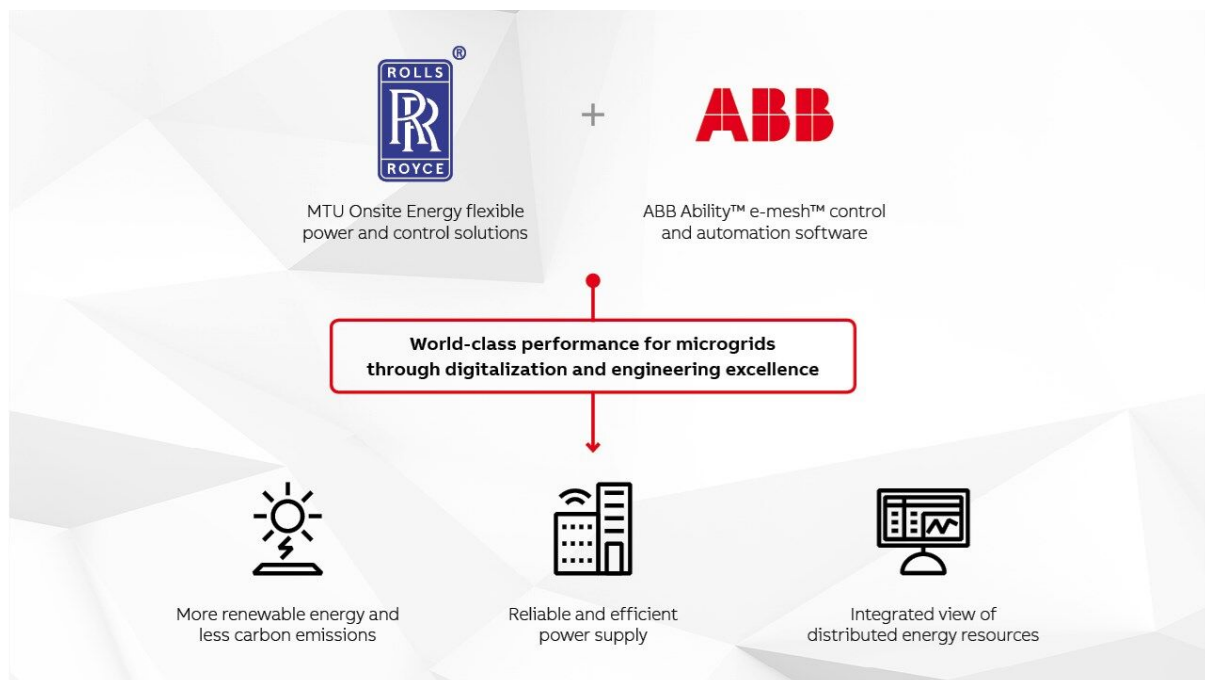 ROLLS
RR
ROYCE
®
+
ABB
MTU Onsite Energy flexible
power and control solutions
ABB Ability™ e-mesh™ control
and automation software
World-class performance for microgrids
through digitalization and engineering excellence
More renewable energy and
less carbon emissions
Reliable and efficient
power supply
Integrated view of
distributed energy resources